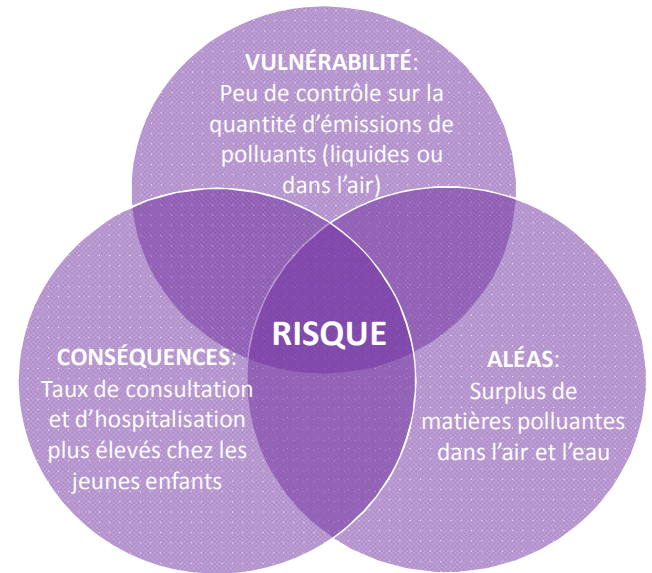 VULNÉRABILITÉ:
Peu de contrôle sur la
quantité d'émissions de
polluants (liquides ou
dans l'air)
RISQUE
CONSÉQUENCES:
Taux de consultation
et d'hospitalisation
plus élevés chez les
jeunes enfants
ALÉAS:
Surplus de
matières polluantes
dans l'air et l'eau